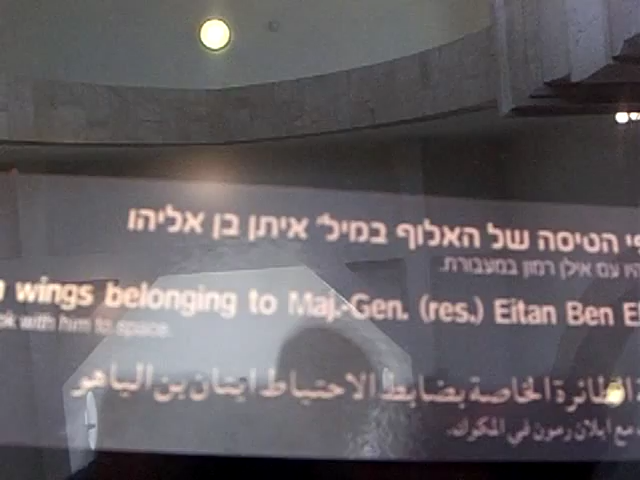 הטיסה של האלוף במיל' איתן בן אליהו
עם אילן רמון במעבורת.
wings belonging to Maj.-Gen. (res.) Eitan Ben
with him to space.
الطائرة الخاصة بضابط الاحتياط ايتان بن الياهو
مع ايلان رمون في المكوك.